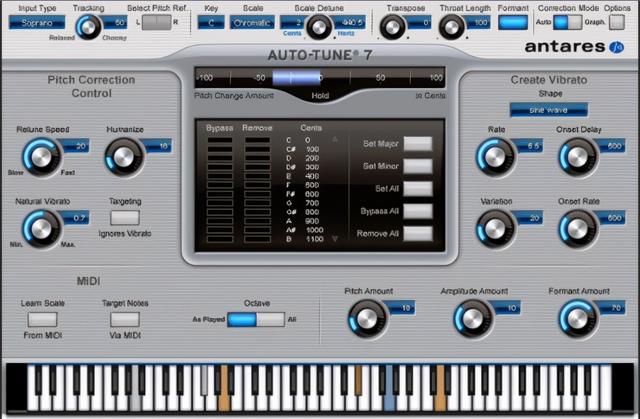 Input Type Tracking Select Pitch Ref. Key Scale Scale Detune Transpose Throat Length Formant Correction Mode Options
Soprano 50 L R C Chromatic 2 440.5 0 100 Auto Graph.
Relaxed Choosy Cents Hertz
antares
AUTO-TUNE® 7
-100 -50 0 50 100
Pitch Change Amount Hold in Cents
Pitch Correction
Control
Retune Speed Humanize
20 18
Slow Fast
Natural Vibrato Targeting
0.7
Min. Max. Ignores Vibrato
Bypass Remove Cents
C 0
C# 100
D 200
D# 300
E 400
F 500
F# 600
G 700
G# 800
A 900
A# 1000
B 1100
Set Major
Set Minor
Set All
Bypass All
Remove All
Create Vibrato
Shape
sine wave
Rate Onset Delay
5.5 500
Variation Onset Rate
20 500
MIDI
Learn Scale Target Notes Octave
As Played All
From MIDI Via MIDI
Pitch Amount Amplitude Amount Formant Amount
10 10 70